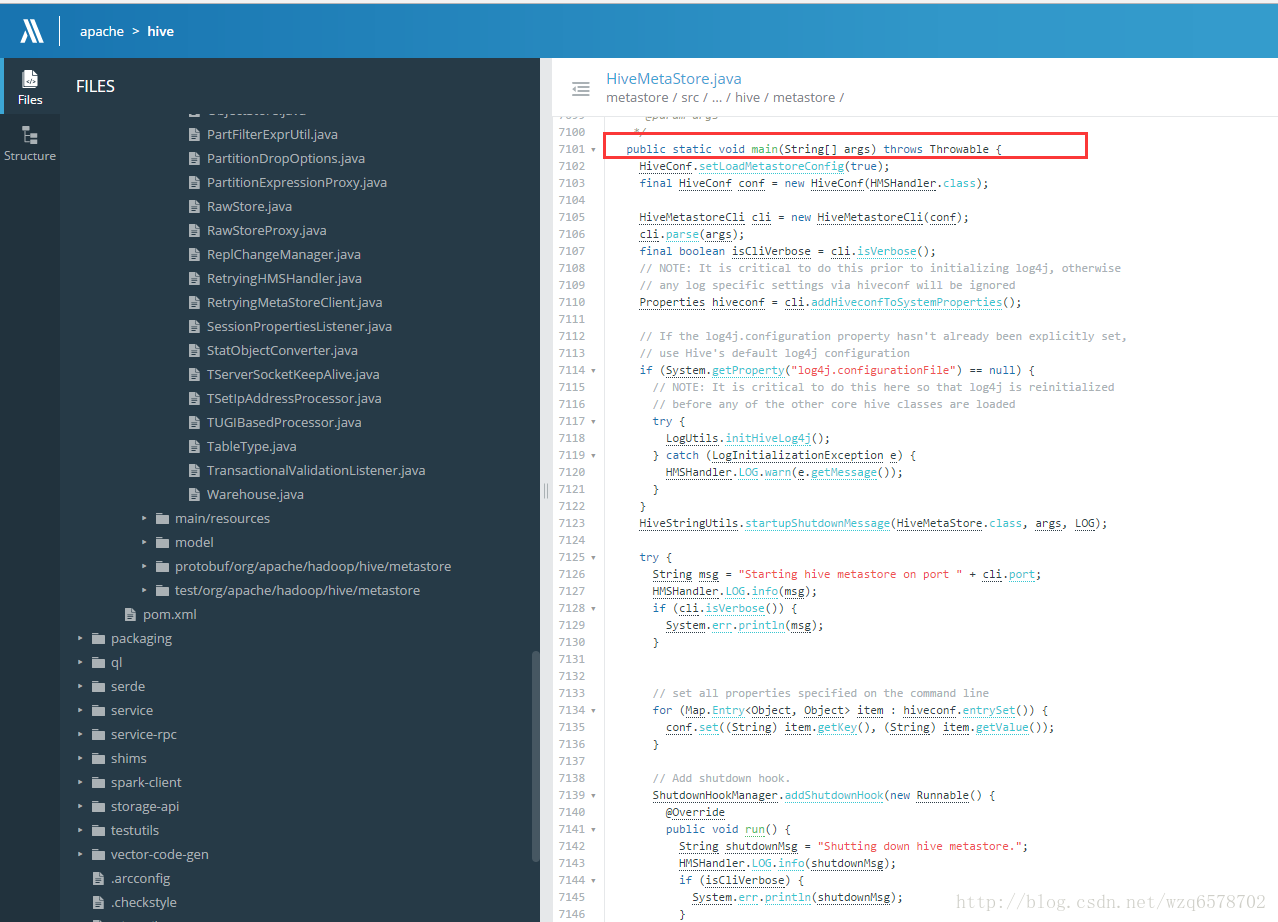 apache > hive
Files
Structure
FILES
PartFilterExprUtil.java
PartitionDropOptions.java
PartitionExpressionProxy.java
RawStore.java
RawStoreProxy.java
ReplChangeManager.java
RetryingHMSHandler.java
RetryingMetaStoreClient.java
SessionPropertiesListener.java
StatObjectConverter.java
TServerSocketKeepAlive.java
TSetIpAddressProcessor.java
TUGIBasedProcessor.java
TableType.java
TransactionalValidationListener.java
Warehouse.java
main/resources
model
protobuf/org/apache/hadoop/hive/metastore
test/org/apache/hadoop/hive/metastore
pom.xml
packaging
ql
serde
service
service-rpc
shims
spark-client
storage-api
testutils
vector-code-gen
.arcconfig
.checkstyle
HiveMetaStore.java
metastore / src / ... / hive / metastore /
7099 @param args
7100 */
7101 public static void main(String[] args) throws Throwable {
7102 HiveConf.setLoadMetastoreConfig(true);
7103 final HiveConf conf = new HiveConf(HMSHandler.class);
7104
7105 HiveMetastoreCli cli = new HiveMetastoreCli(conf);
7106 cli.parse(args);
7107 final boolean isCliVerbose = cli.isVerbose();
7108 // NOTE: It is critical to do this prior to initializing log4j, otherwise
7109 // any log specific settings via hiveconf will be ignored
7110 Properties hiveconf = cli.addHiveconfToSystemProperties();
7111
7112 // If the log4j.configuration property hasn't already been explicitly set,
7113 // use Hive's default log4j configuration
7114 if (System.getProperty("log4j.configurationFile") == null) {
7115 // NOTE: It is critical to do this here so that log4j is reinitialized
7116 // before any of the other core hive classes are loaded
7117 try {
7118 LogUtils.initHiveLog4j();
7119 } catch (LogInitializationException e) {
7120 HMSHandler.LOG.warn(e.getMessage());
7121 }
7122 }
7123 HiveStringUtils.startupShutdownMessage(HiveMetaStore.class, args, LOG);
7124
7125 try {
7126 String msg = "Starting hive metastore on port " + cli.port;
7127 HMSHandler.LOG.info(msg);
7128 if (cli.isVerbose()) {
7129 System.err.println(msg);
7130 }
7131
7132
7133 // set all properties specified on the command line
7134 for (Map.Entry<Object, Object> item : hiveconf.entrySet()) {
7135 conf.set((String) item.getKey(), (String) item.getValue());
7136 }
7137
7138 // Add shutdown hook.
7139 ShutdownHookManager.addShutdownHook(new Runnable() {
7140 @Override
7141 public void run() {
7142 String shutdownMsg = "Shutting down hive metastore.";
7143 HMSHandler.LOG.info(shutdownMsg);
7144 if (isCliVerbose) {
7145 System.err.println(shutdownMsg);
7146 }
http://blog.csdn.net/wzq6578702